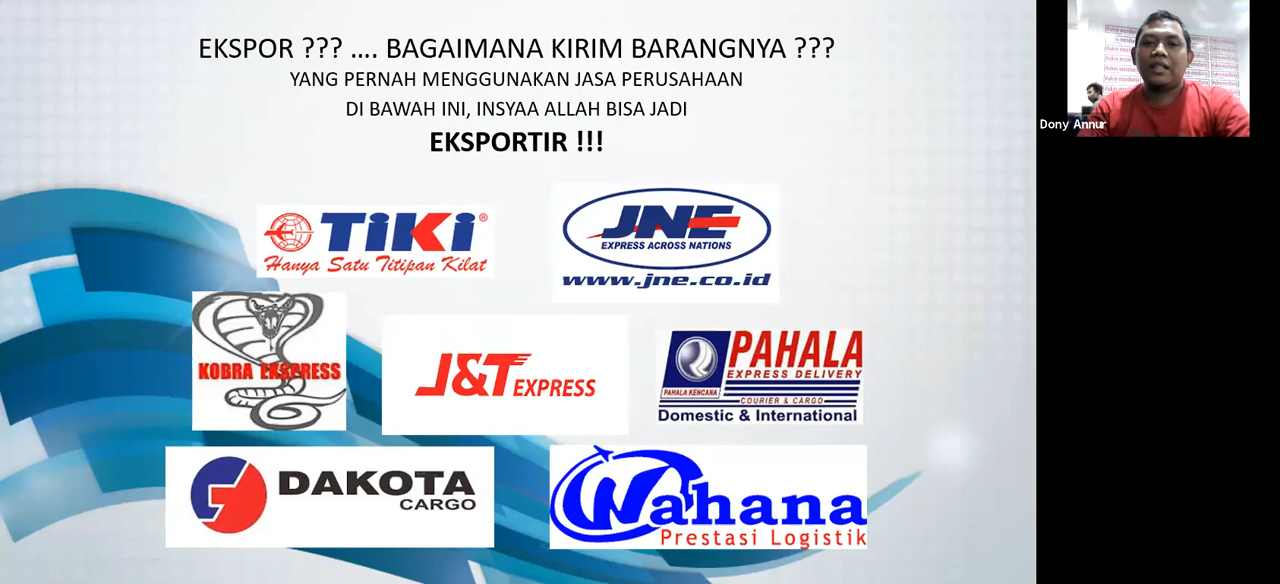 EKSPOR ??? .... BAGAIMANA KIRIM BARANGNYA ???
YANG PERNAH MENGGUNAKAN JASA PERUSAHAAN
DI BAWAH INI, INSYAA ALLAH BISA JADI
EKSPORTIR !!!
TiKi®
Hanya Satu Titipan Kilat
JNE
EXPRESS ACROSS NATIONS
www.jne.co.id
KOBRA EKSPRESS
J&T EXPRESS
PAHALA
EXPRESS DELIVERY
PAHALA KENCANA
COURIER & CARGO
Domestic & International
DAKOTA
CARGO
Wahana
Prestasi Logistik
Dony Annur